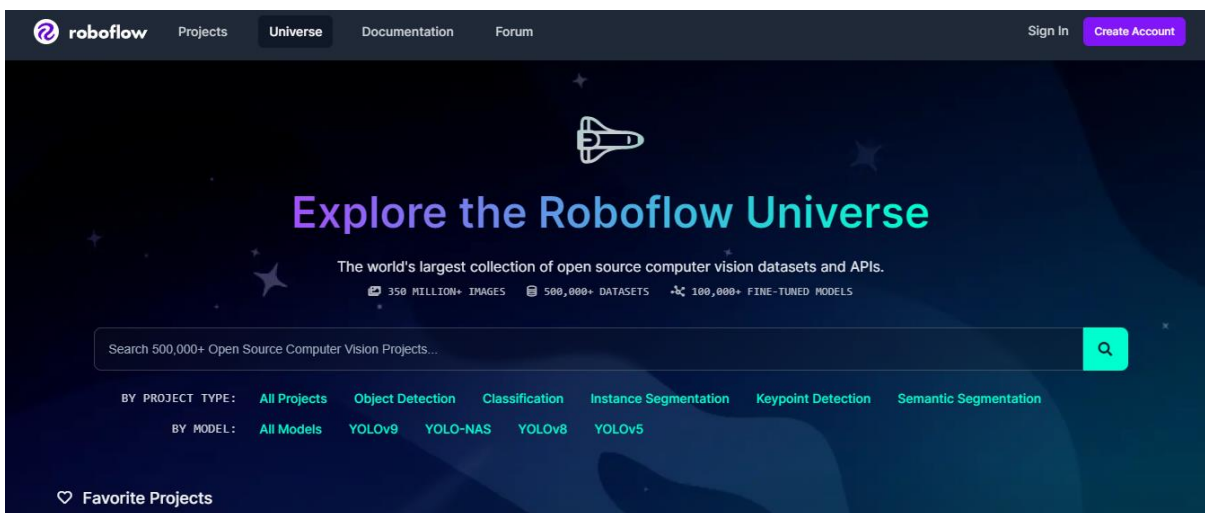 roboflow Projects Universe Documentation Forum Sign In Create Account
Explore the Roboflow Universe
The world's largest collection of open source computer vision datasets and APIs.
350 MILLION+ IMAGES 500,000+ DATASETS 100,000+ FINE-TUNED MODELS
Search 500,000+ Open Source Computer Vision Projects...
BY PROJECT TYPE: All Projects Object Detection Classification Instance Segmentation Keypoint Detection Semantic Segmentation
BY MODEL: All Models YOLOv9 YOLO-NAS YOLOv8 YOLOv5
Favorite Projects